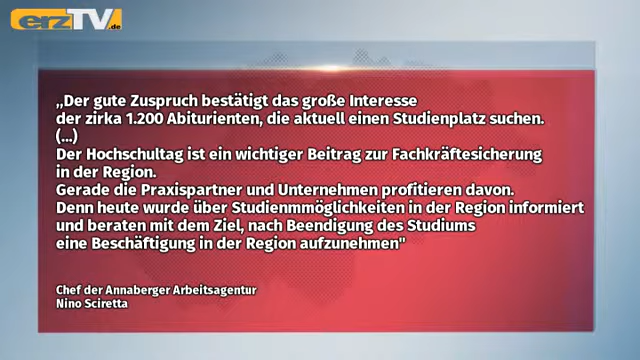 erzTV.de
„Der gute Zuspruch bestätigt das große Interesse
der zirka 1.200 Abiturienten, die aktuell einen Studienplatz suchen.
(...)
Der Hochschultag ist ein wichtiger Beitrag zur Fachkräftesicherung
in der Region.
Gerade die Praxispartner und Unternehmen profitieren davon.
Denn heute wurde über Studienmmöglichkeiten in der Region informiert
und beraten mit dem Ziel, nach Beendigung des Studiums
eine Beschäftigung in der Region aufzunehmen"
Chef der Annaberger Arbeitsagentur
Nino Sciretta